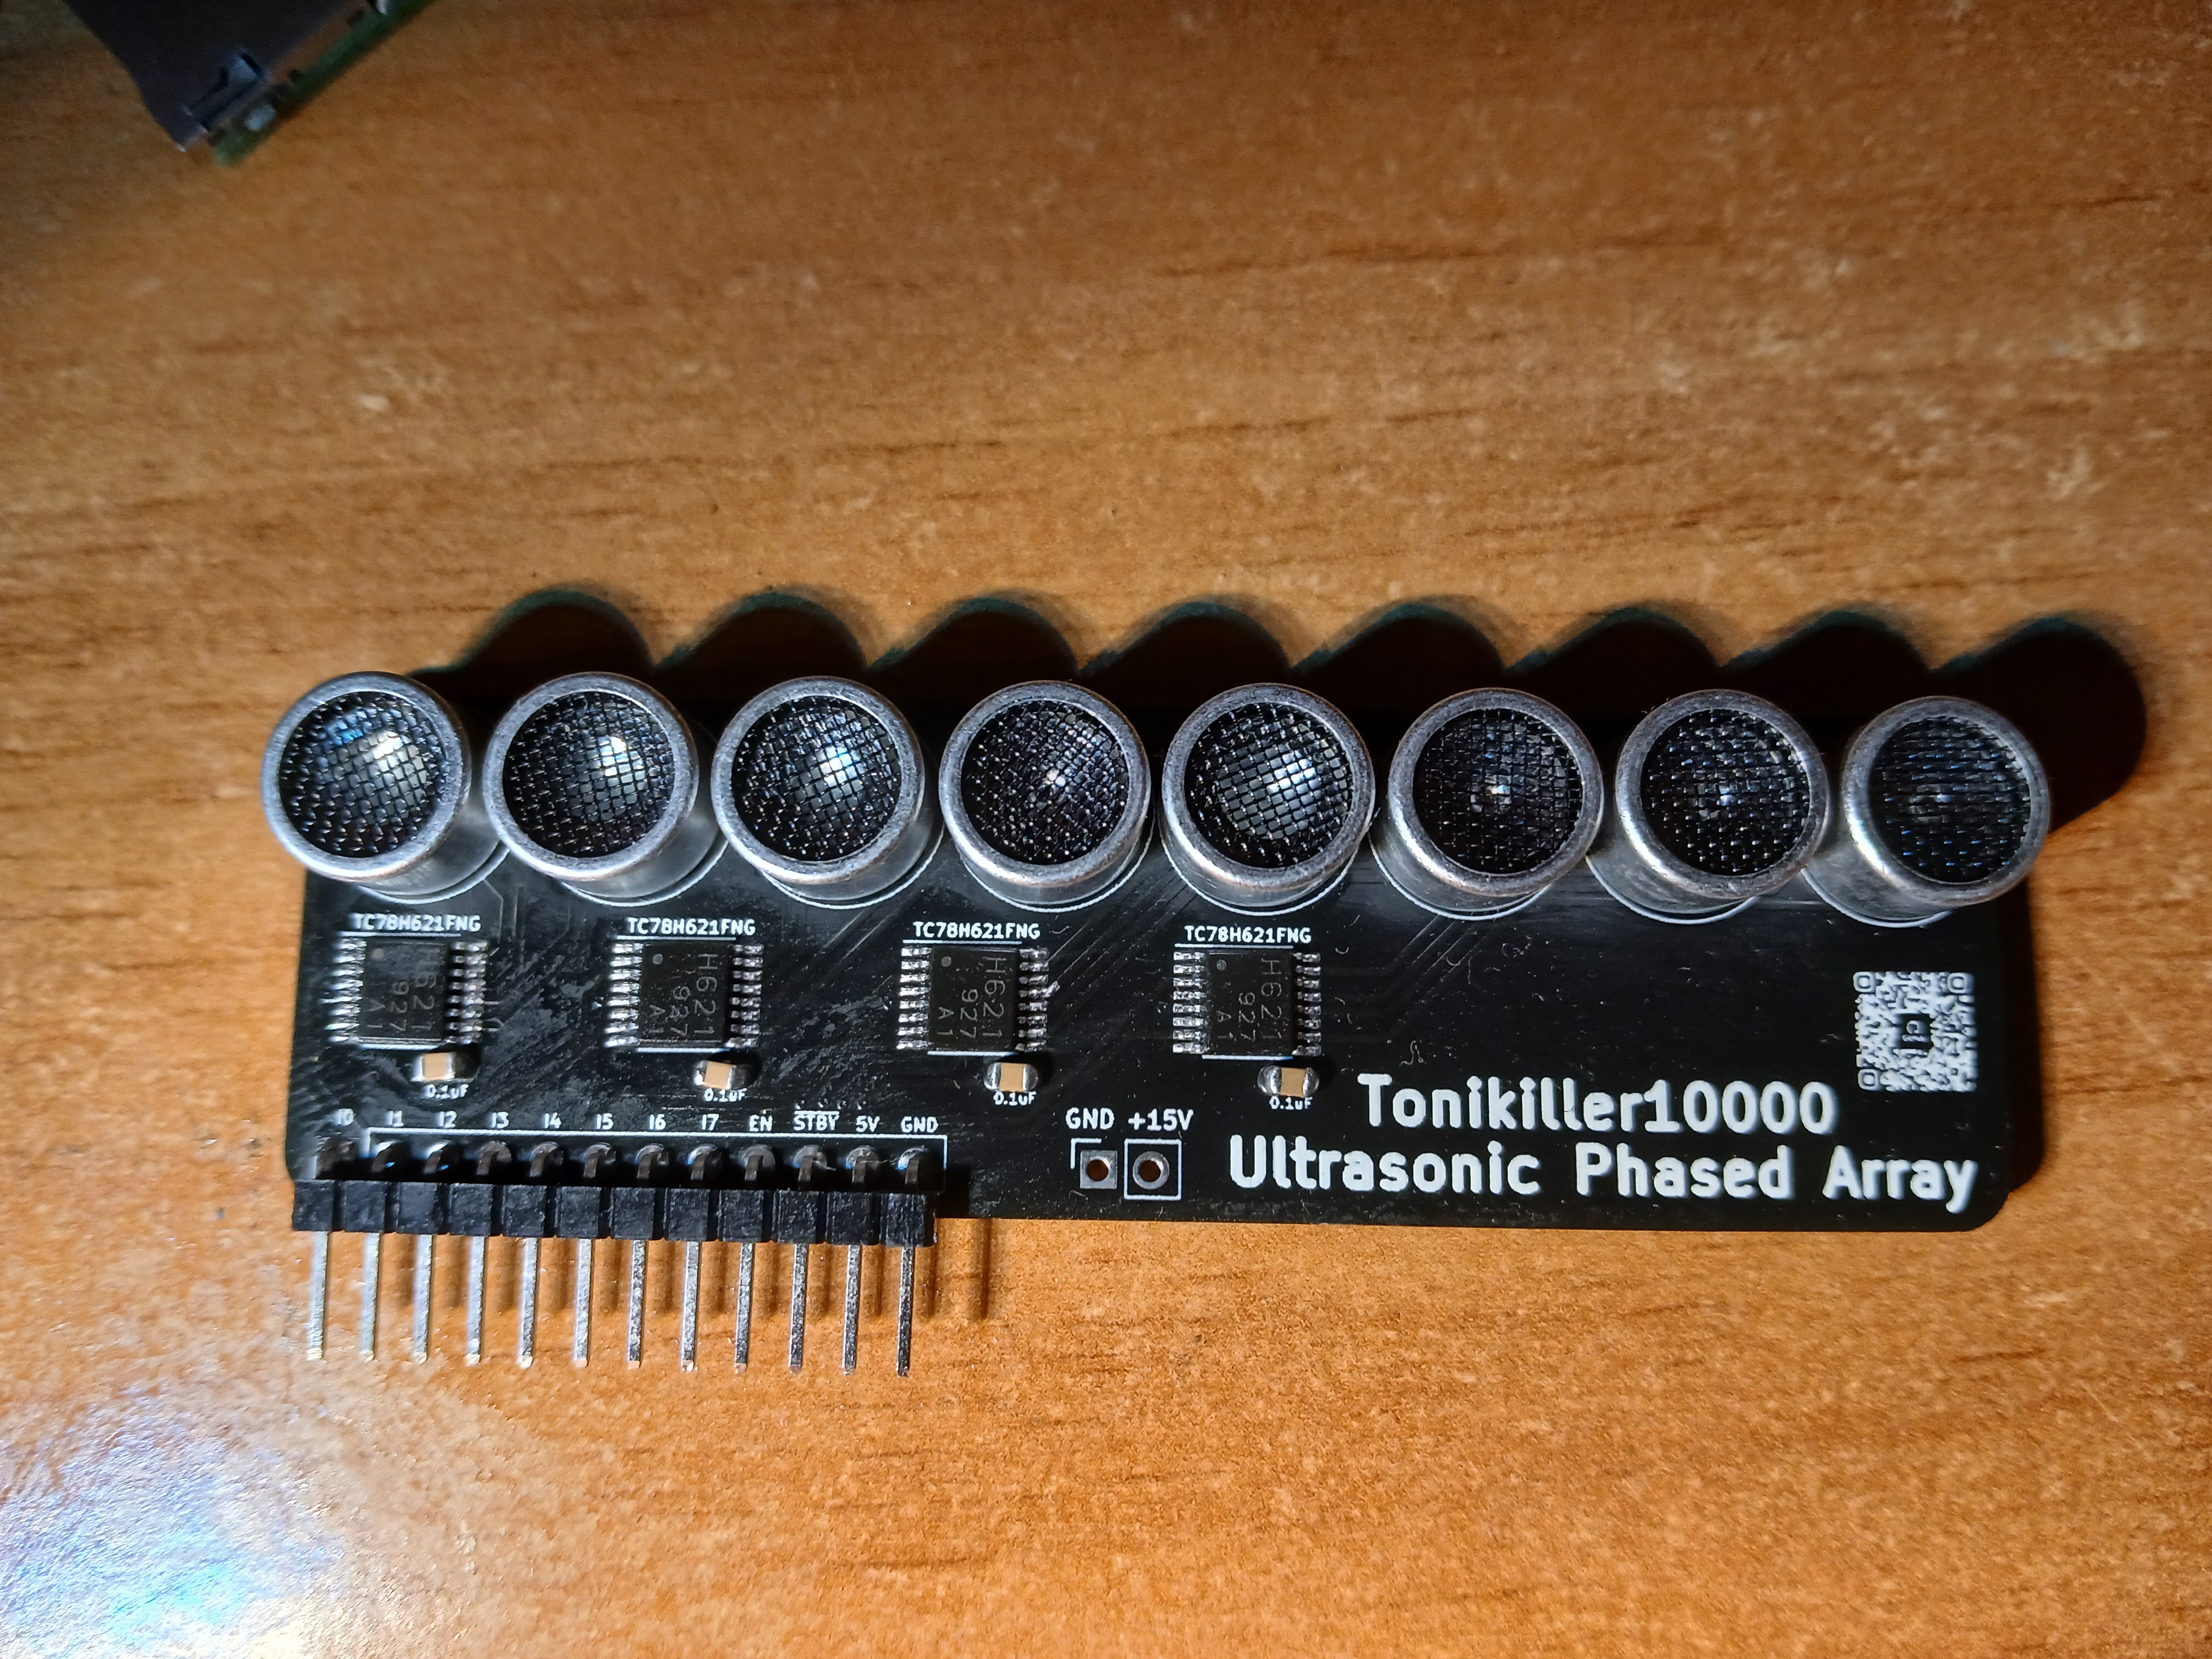 TC78H621FNG
TC78H621FNG
TC78H621FNG
TC78H621FNG
H621
927
A1
H621
927
A1
H621
927
A1
H621
927
A1
0.1uF
0.1uF
0.1uF
0.1uF
I0 I1 I2 I3 I4 I5 I6 I7 EN STBY 5V GND
GND +15V
Tonikiller10000
Ultrasonic Phased Array